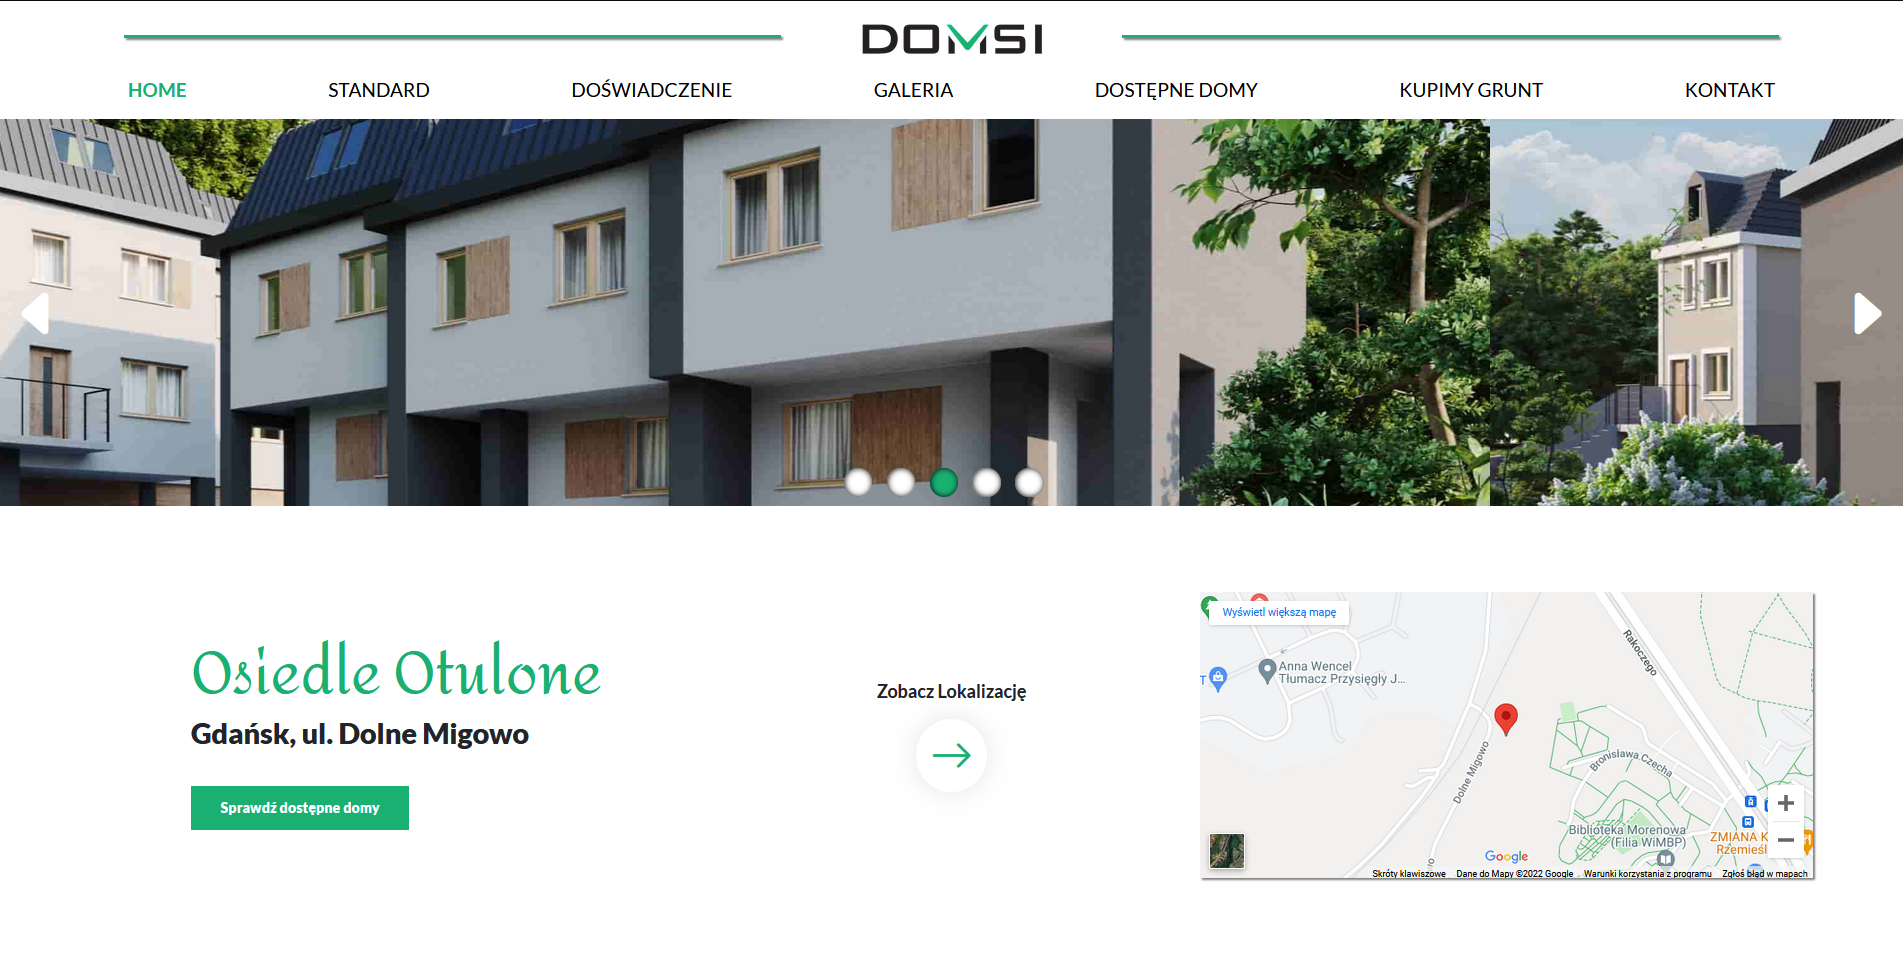 DOMSI
HOME STANDARD DOŚWIADCZENIE GALERIA DOSTĘPNE DOMY KUPIMY GRUNT KONTAKT
Osiedle Otulone
Gdańsk, ul. Dolne Migowo
Sprawdź dostępne domy
Zobacz Lokalizację
Wyświetl większą mapę
Rakoczego
Anna Wencel
Tłumacz Przysięgły J...
T
Dolne Migowo
Bronisława Czecha
Biblioteka Morenowa
(Filia WiMBP)
ZMIANA K
Rzemieśl
Google
Skróty klawiszowe Dane do Mapy ©2022 Google Warunki korzystania z programu Zgłoś błąd w mapach